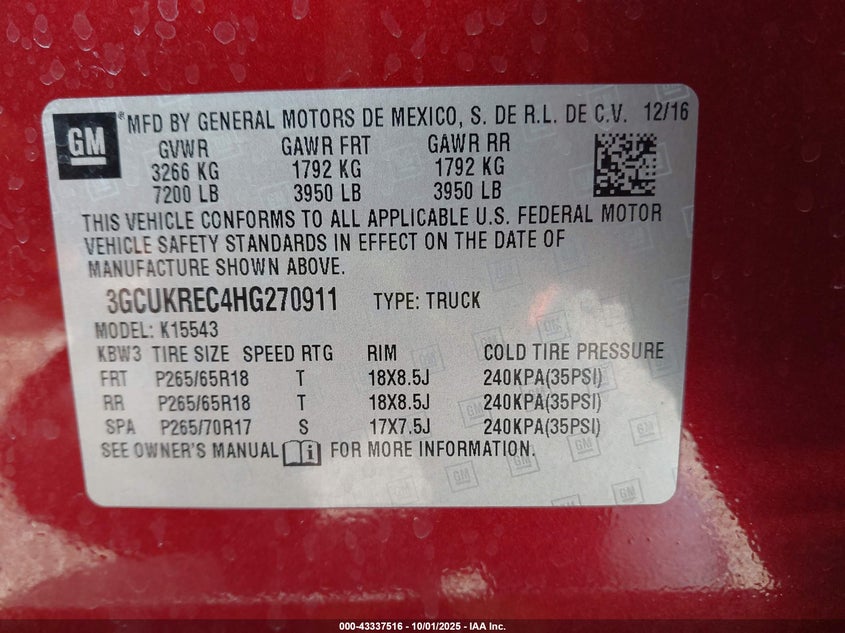 GM ® MFD BY GENERAL MOTORS DE MEXICO, S. DE R.L. DE C.V. 12/16
GVWR GAWR FRT GAWR RR
3266 KG 1792 KG 1792 KG
7200 LB 3950 LB 3950 LB
THIS VEHICLE CONFORMS TO ALL APPLICABLE U.S. FEDERAL MOTOR
VEHICLE SAFETY STANDARDS IN EFFECT ON THE DATE OF
MANUFACTURE SHOWN ABOVE.
3GCUKREC4HG270911 TYPE: TRUCK
MODEL: K15543
KBW3 TIRE SIZE SPEED RTG RIM COLD TIRE PRESSURE
FRT P265/65R18 T 18X8.5J 240KPA(35PSI)
RR P265/65R18 T 18X8.5J 240KPA(35PSI)
SPA P265/70R17 S 17X7.5J 240KPA(35PSI)
SEE OWNER'S MANUAL i FOR MORE INFORMATION.
000-43337516 - 10/01/2025 - IAA Inc.